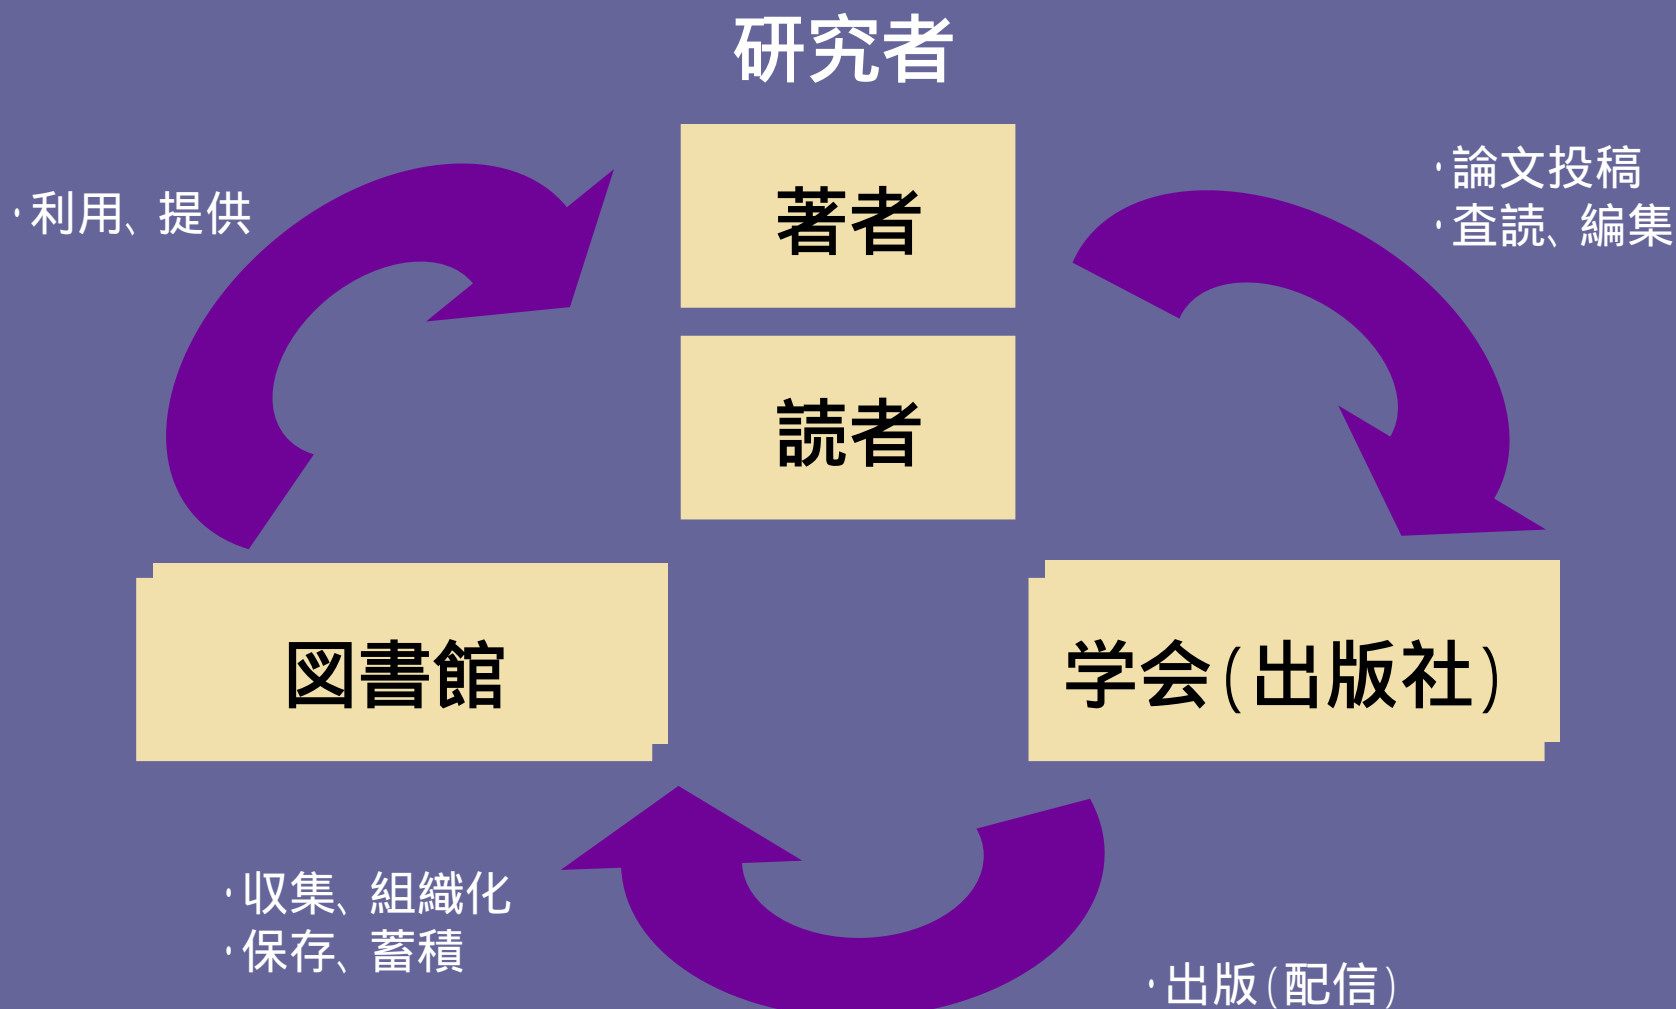 研究者
著者
・利用、提供
・論文投稿
・査読、編集
読者
図書館
学会(出版社)
・収集、組織化
・保存、蓄積
・出版(配信)